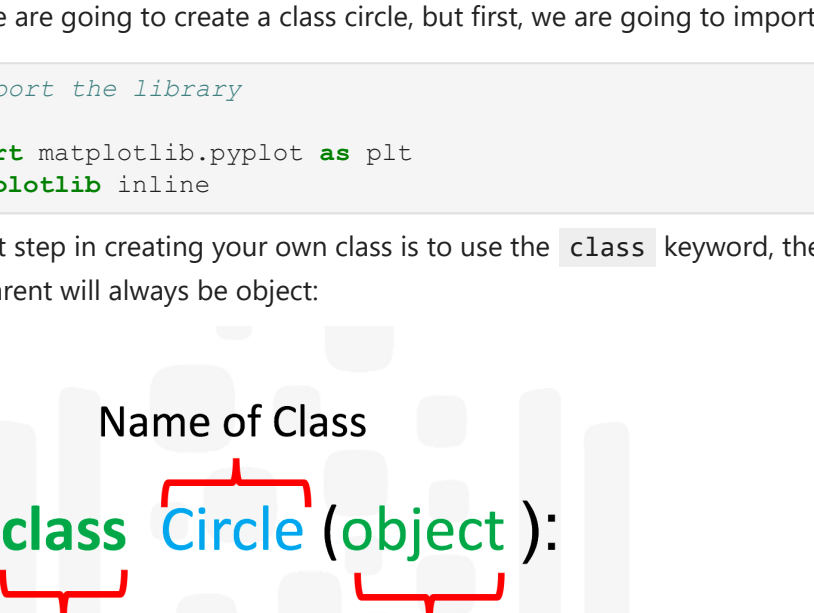 e are going to create a class circle, but first, we are going to import
port the library
rt matplotlib.pyplot as plt
plotlib inline
t step in creating your own class is to use the class keyword, the
rent will always be object:
Name of Class
class Circle (object ):